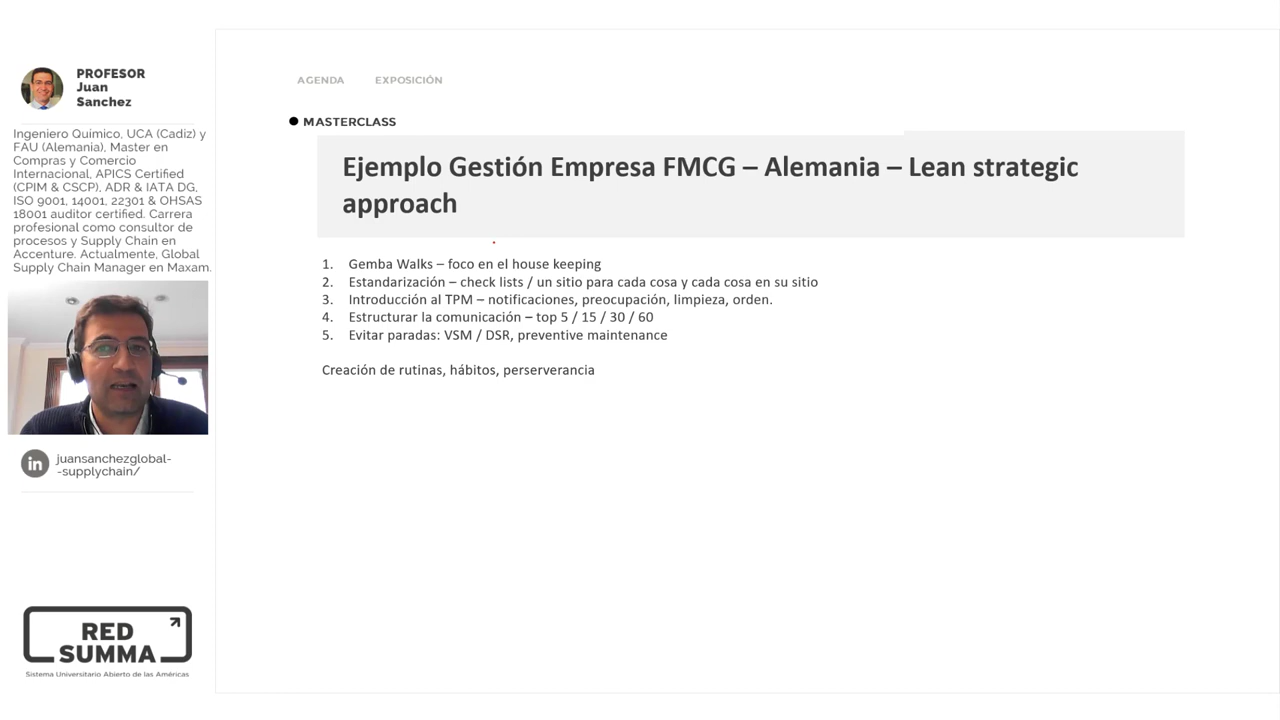 PROFESOR
Juan
Sanchez
Ingeniero Quimico, UCA (Cadiz) y
FAU (Alemania), Master en
Compras y Comercio
Internacional, APICS Certified
(CPIM & CSCP), ADR & IATA DG,
ISO 9001, 14001, 22301 & OHSAS
18001 auditor certified. Carrera
profesional como consultor de
procesos y Supply Chain en
Accenture. Actualmente, Global
Supply Chain Manager en Maxam.
in
juansanchezglobal-
-supplychain/
RED
SUMMA
Sistema Universitario Abierto de las Américas
AGENDA EXPOSICIÓN
MASTERCLASS
Ejemplo Gestión Empresa FMCG – Alemania – Lean strategic
approach
1. Gemba Walks – foco en el house keeping
2. Estandarización – check lists / un sitio para cada cosa y cada cosa en su sitio
3. Introducción al TPM – notificaciones, preocupación, limpieza, orden.
4. Estructurar la comunicación – top 5 / 15 / 30 / 60
5. Evitar paradas: VSM / DSR, preventive maintenance
Creación de rutinas, hábitos, perserverancia